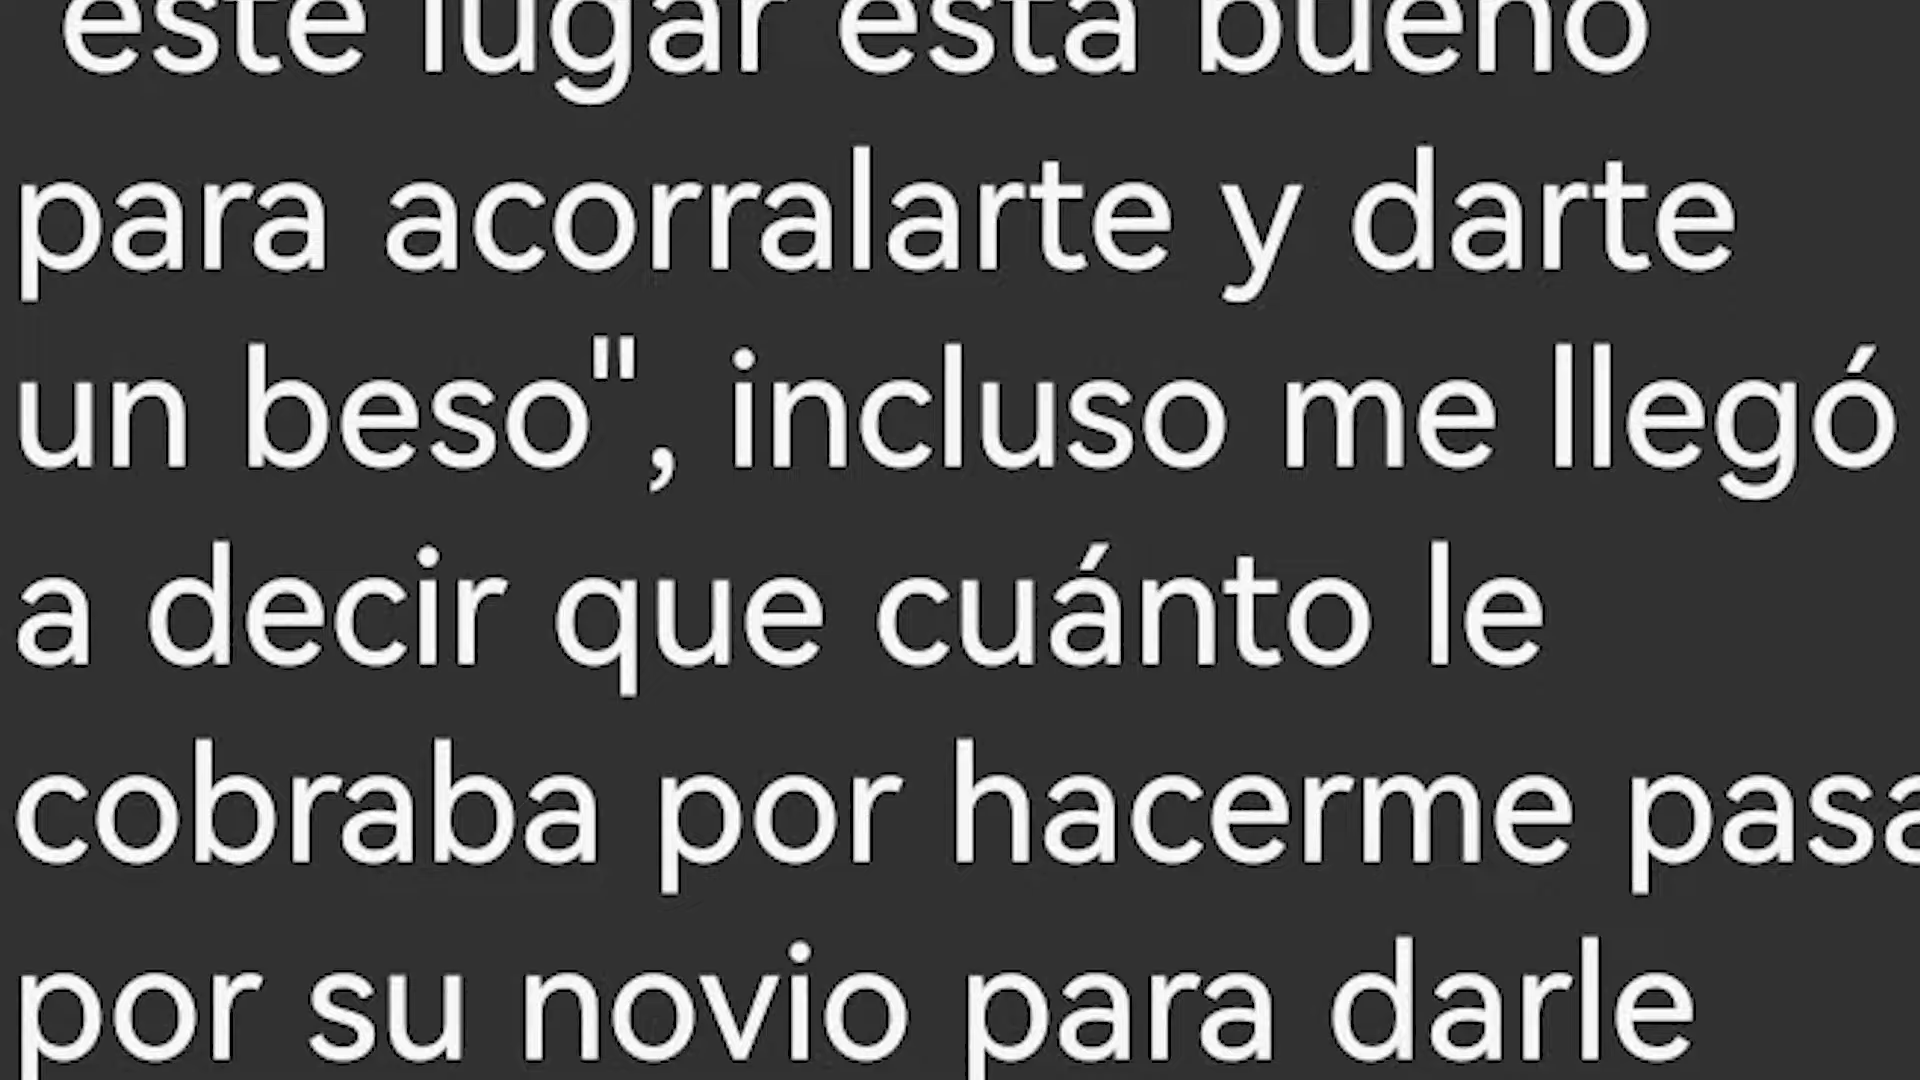 este lugar está bueno
para acorralarte y darte
un beso", incluso me llegó
a decir que cuánto le
cobraba por hacerme pasa
por su novio para darle